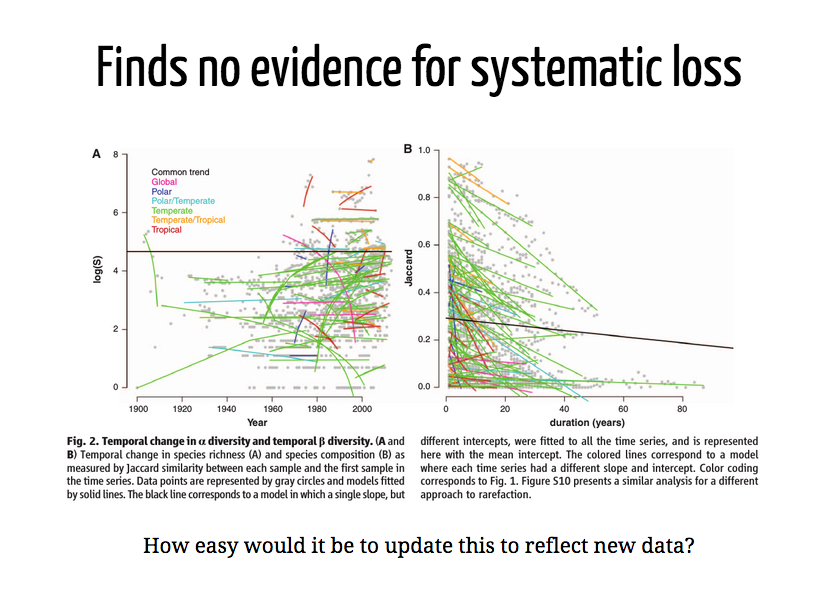 Finds no evidence for systematic loss
A
8
6
4
2
0
log(S)
Common trend
Global
Polar
Polar/Temperate
Temperate
Temperate/Tropical
Tropical
1900 1920 1940 1960 1980 2000
Year
B
1.0
0.8
0.6
0.4
0.2
0.0
Jaccard
0 20 40 60 80
duration (years)
Fig. 2. Temporal change in α diversity and temporal β diversity. (A and
B) Temporal change in species richness (A) and species composition (B) as
measured by Jaccard similarity between each sample and the first sample in
the time series. Data points are represented by gray circles and models fitted
by solid lines. The black line corresponds to a model in which a single slope, but
different intercepts, were fitted to all the time series, and is represented
here with the mean intercept. The colored lines correspond to a model
where each time series had a different slope and intercept. Color coding
corresponds to Fig. 1. Figure S10 presents a similar analysis for a different
approach to rarefaction.
How easy would it be to update this to reflect new data?